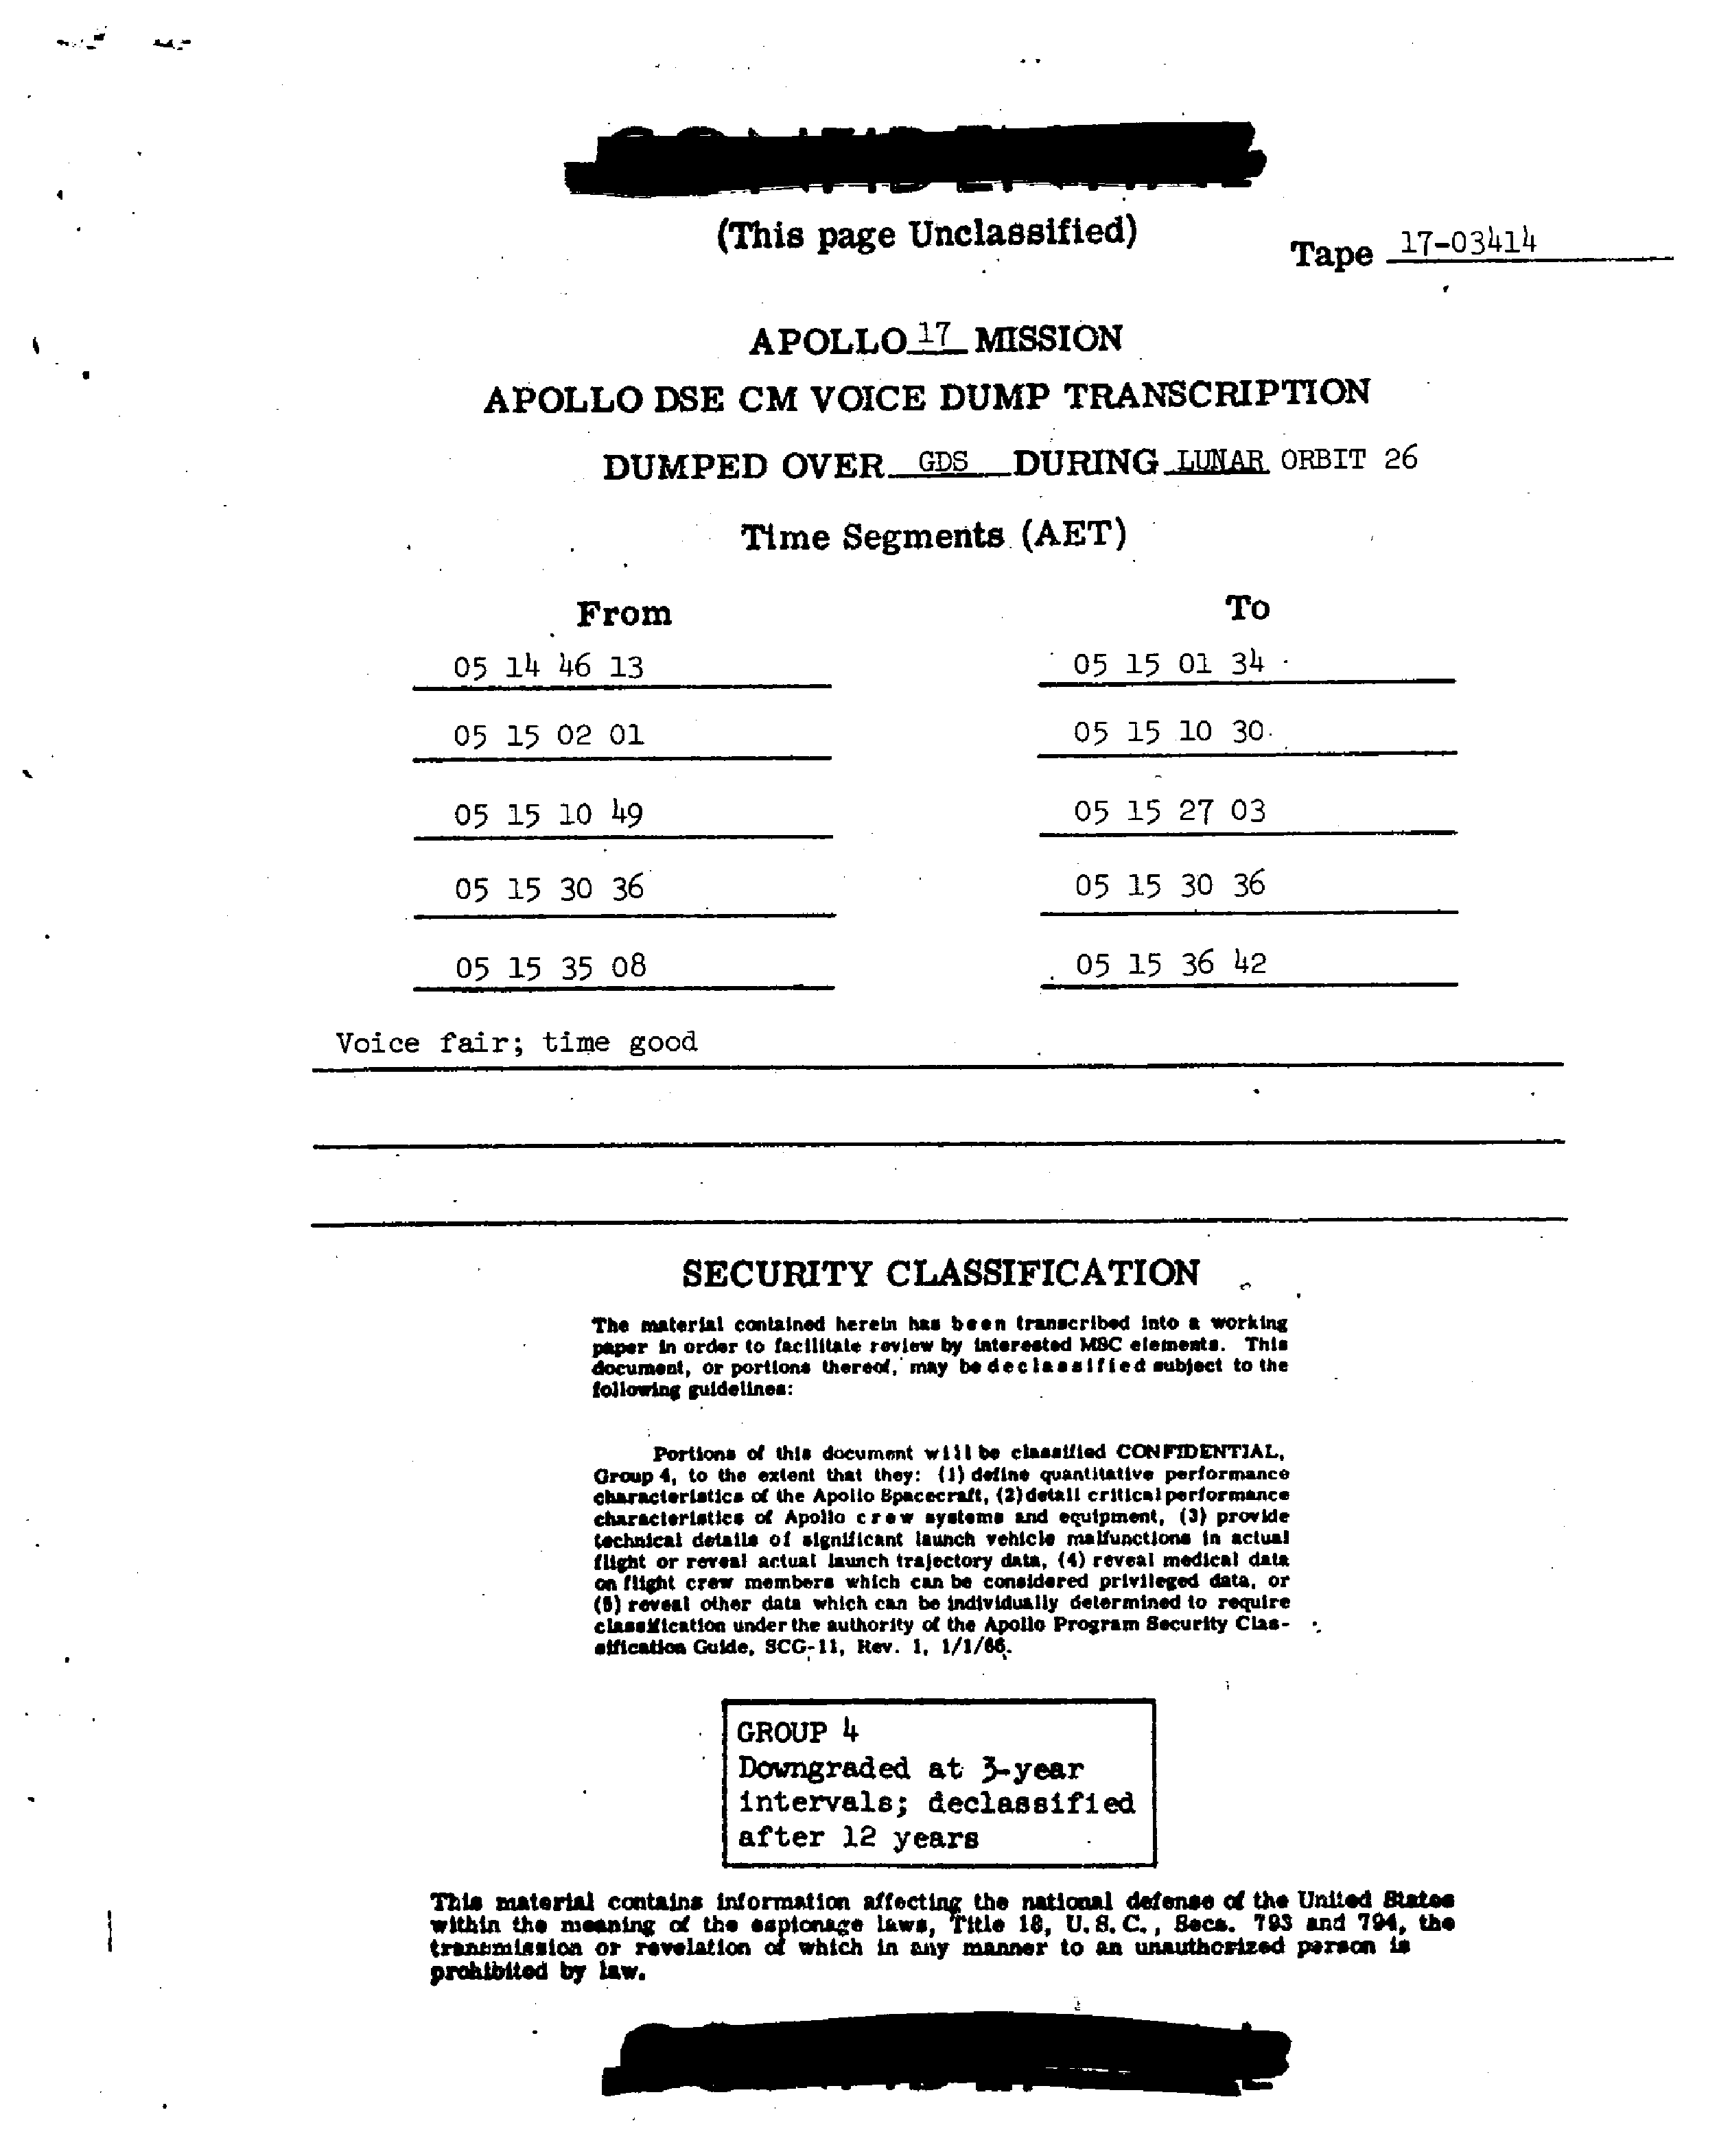 (This page Unclassified)
Tape 17-03414
APOLLO 17 MISSION
APOLLO DSE CM VOICE DUMP TRANSCRIPTION
DUMPED OVER GDS DURING LUNAR ORBIT 26
Time Segments (AET)
From To
05 14 46 13 05 15 01 34
05 15 02 01 05 15 10 30
05 15 10 49 05 15 27 03
05 15 30 36 05 15 30 36
05 15 35 08 05 15 36 42
Voice fair; time good
SECURITY CLASSIFICATION
The material contained herein has been transcribed into a working
paper in order to facilitate review by interested MSC elements. This
document, or portions thereof, may be declassified subject to the
following guidelines:
Portions of this document will be classified CONFIDENTIAL,
Group 4, to the extent that they: (1) define quantitative performance
characteristics of the Apollo Spacecraft, (2) detail critical performance
characteristics of Apollo crew systems and equipment, (3) provide
technical details of significant launch vehicle malfunctions in actual
flight or reveal actual launch trajectory data, (4) reveal medical data
on flight crew members which can be considered privileged data, or
(5) reveal other data which can be individually determined to require
classification under the authority of the Apollo Program Security Clas-
sification Guide, SCG-11, Rev. 1, 1/1/66.
GROUP 4
Downgraded at 3-year
intervals; declassified
after 12 years
This material contains information affecting the national defense of the United States
within the meaning of the espionage laws, Title 18, U.S.C., Secs. 793 and 794, the
transmission or revelation of which in any manner to an unauthorized person is
prohibited by law.